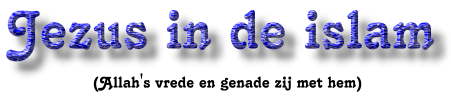 Jezus in de islam
(Allah's vrede en genade zij met hem)